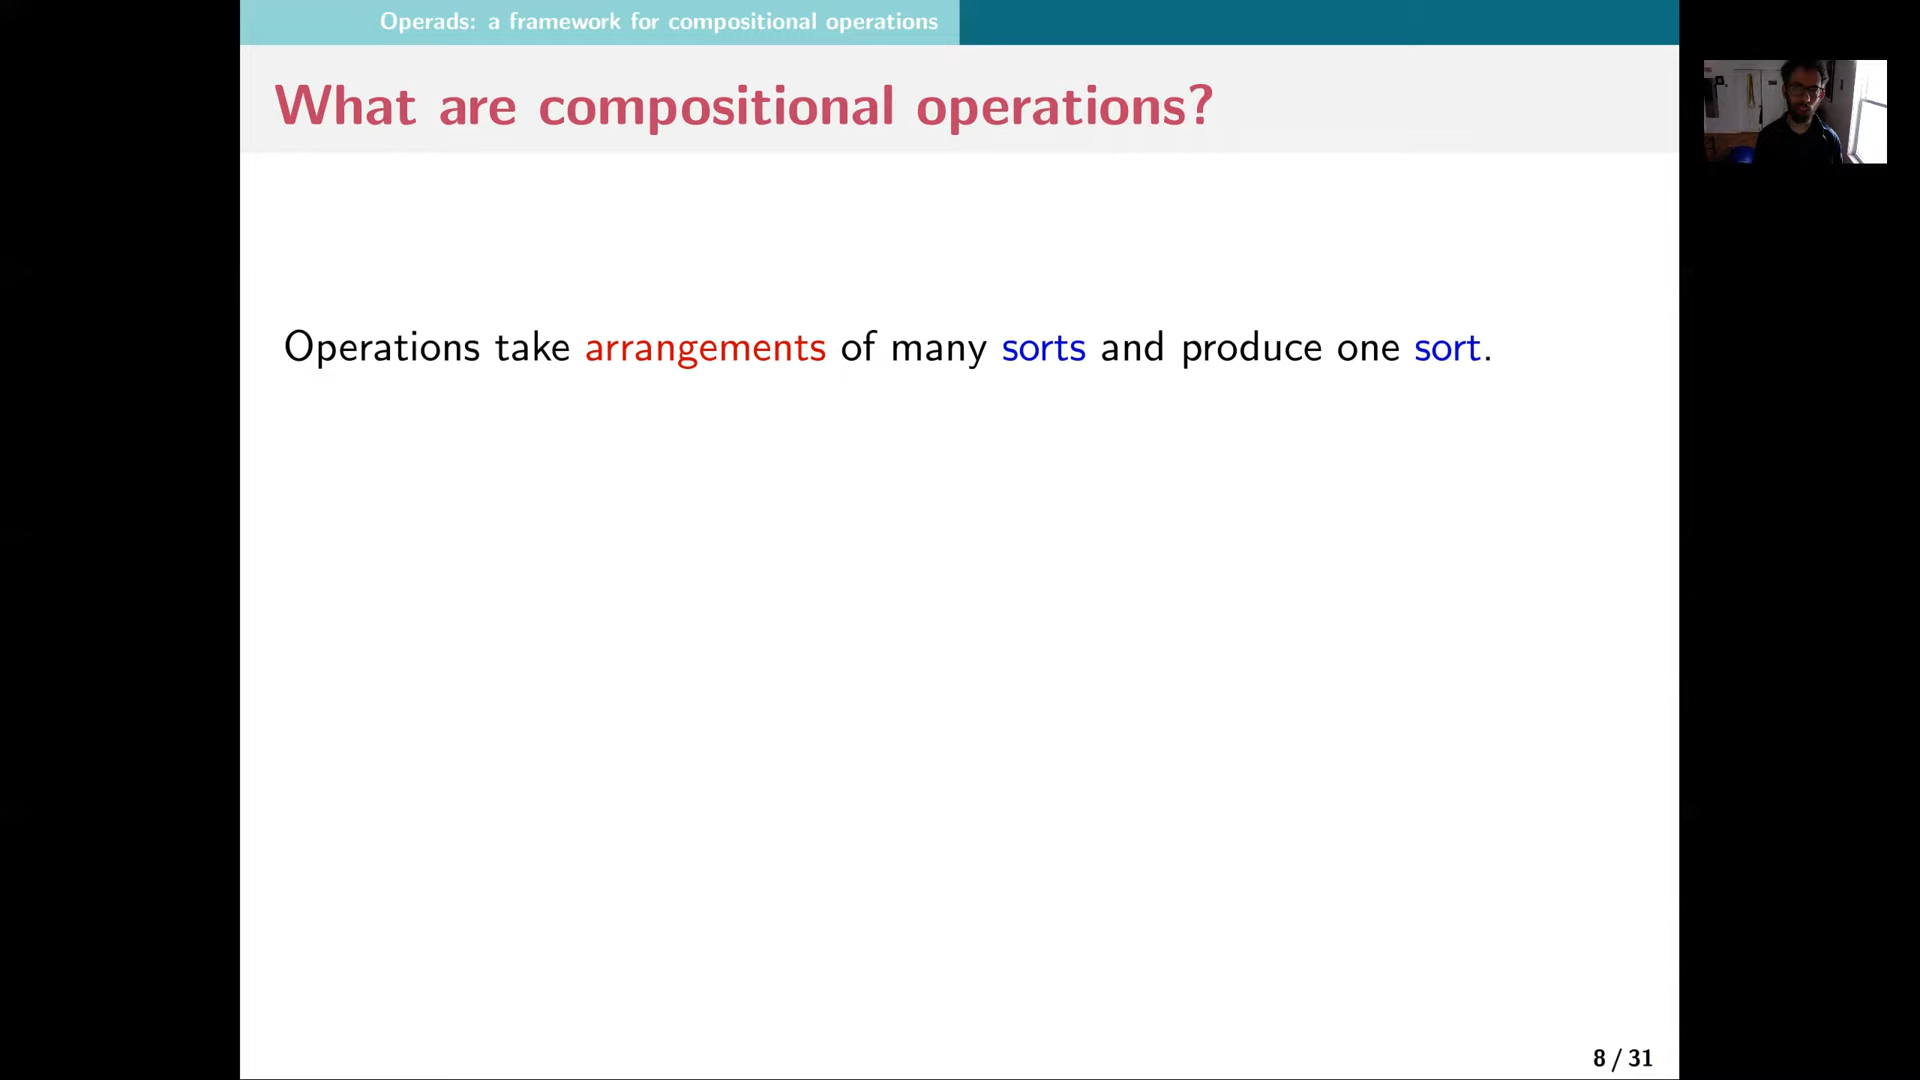 Operads: a framework for compositional operations
What are compositional operations?
Operations take arrangements of many sorts and produce one sort.
8 / 31